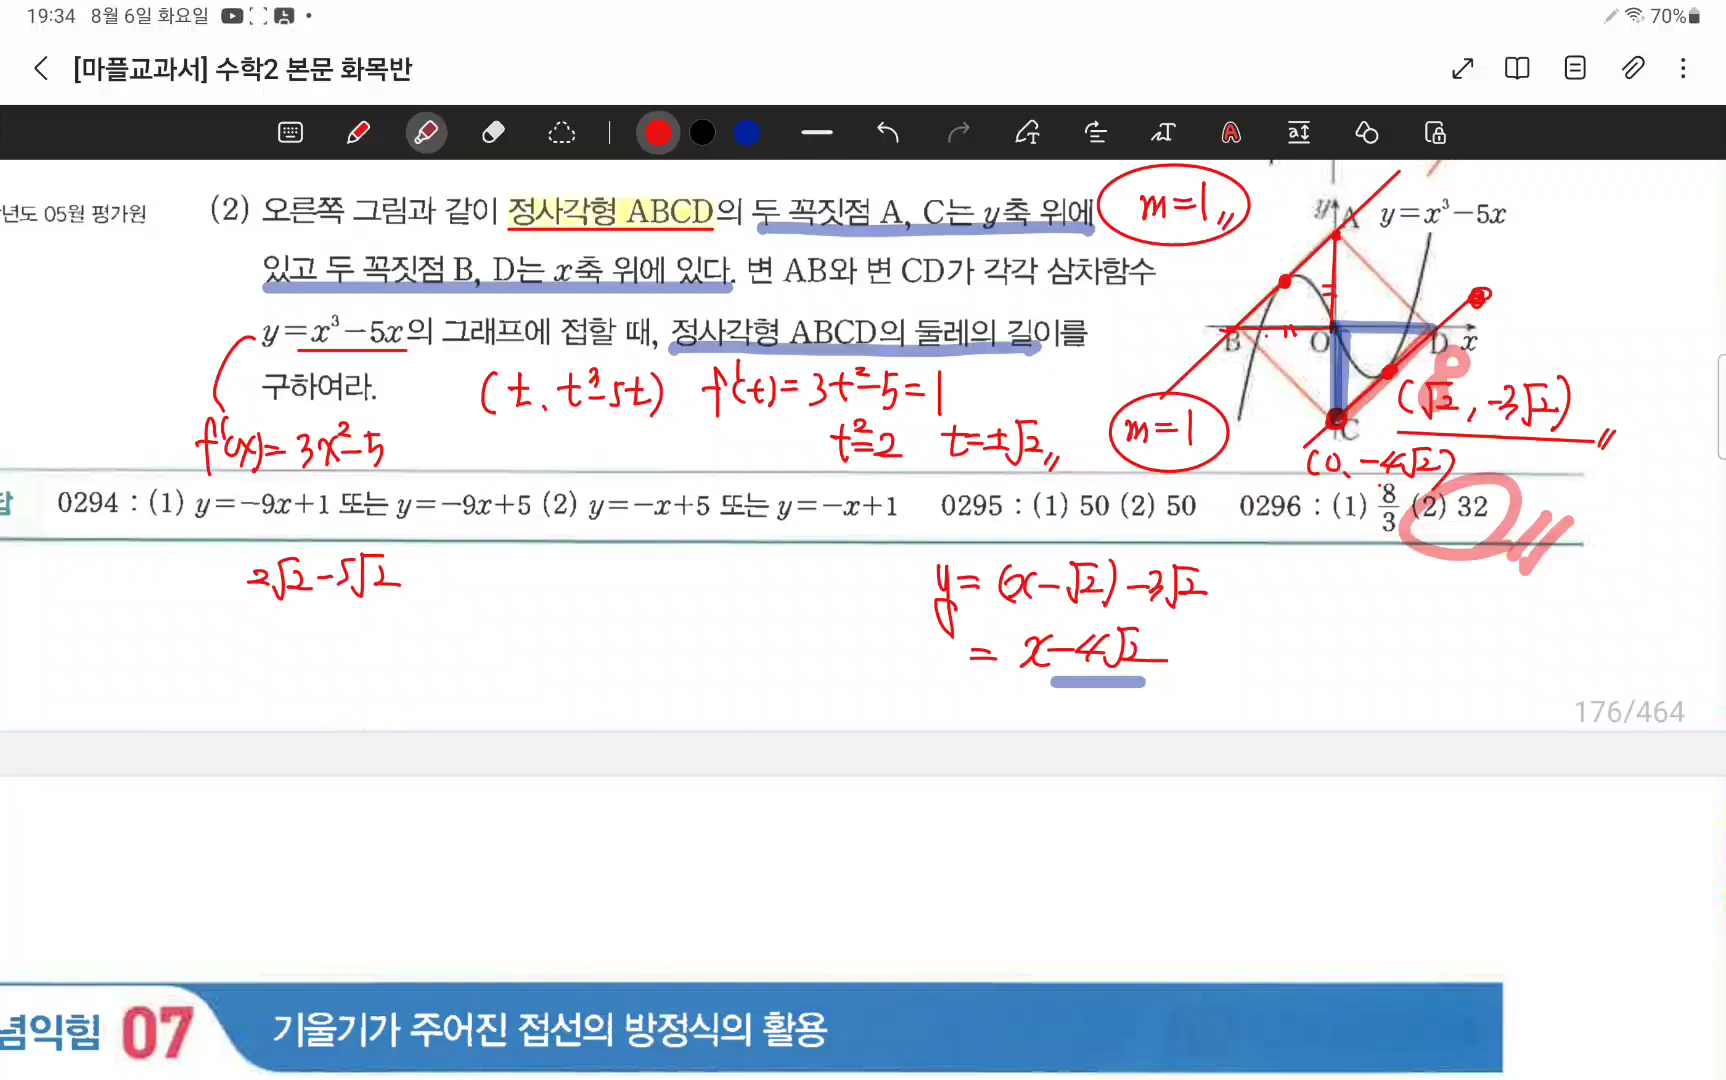 19:34 8월 6일 화요일
70%
[마플교과서] 수학2 본문 화목반
년도 05월 평가원
(2) 오른쪽 그림과 같이 정사각형 ABCD의 두 꼭짓점 A, C는 y축 위에
있고 두 꼭짓점 B, D는 x축 위에 있다. 변 AB와 변 CD가 각각 삼차함수
y=x³−5x의 그래프에 접할 때, 정사각형 ABCD의 둘레의 길이를
구하여라.
m=1
y A y=x³−5x
B O D x
C
(t, t³-5t) f'(t)=3t²-5=1
t²=2 t=±√2
f'(x)=3x²-5
m=1
8
(√2, -3√2)
(0, -4√2)
답 0294 : (1) y=−9x+1 또는 y=−9x+5 (2) y=−x+5 또는 y=−x+1 0295 : (1) 50 (2) 50 0296 : (1) 8/3 (2) 32
2√2-5√2
y= (x-√2)-3√2
= x-4√2
176/464
념익힘 07 기울기가 주어진 접선의 방정식의 활용